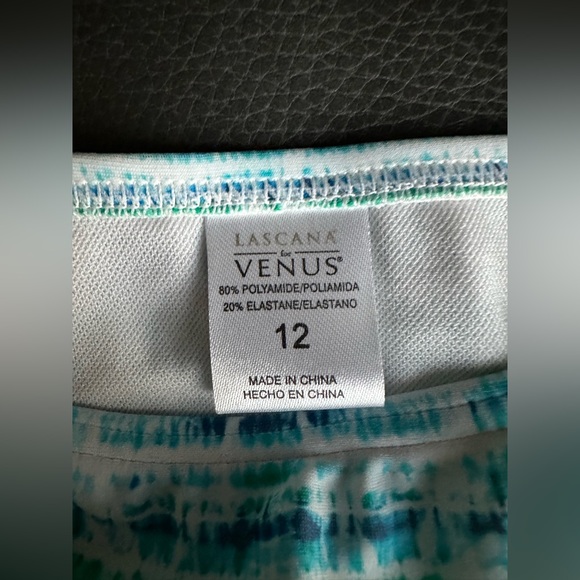 LASCANA
for
VENUS®
80% POLYAMIDE/POLIAMIDA
20% ELASTANE/ELASTANO
12
MADE IN CHINA
HECHO EN CHINA